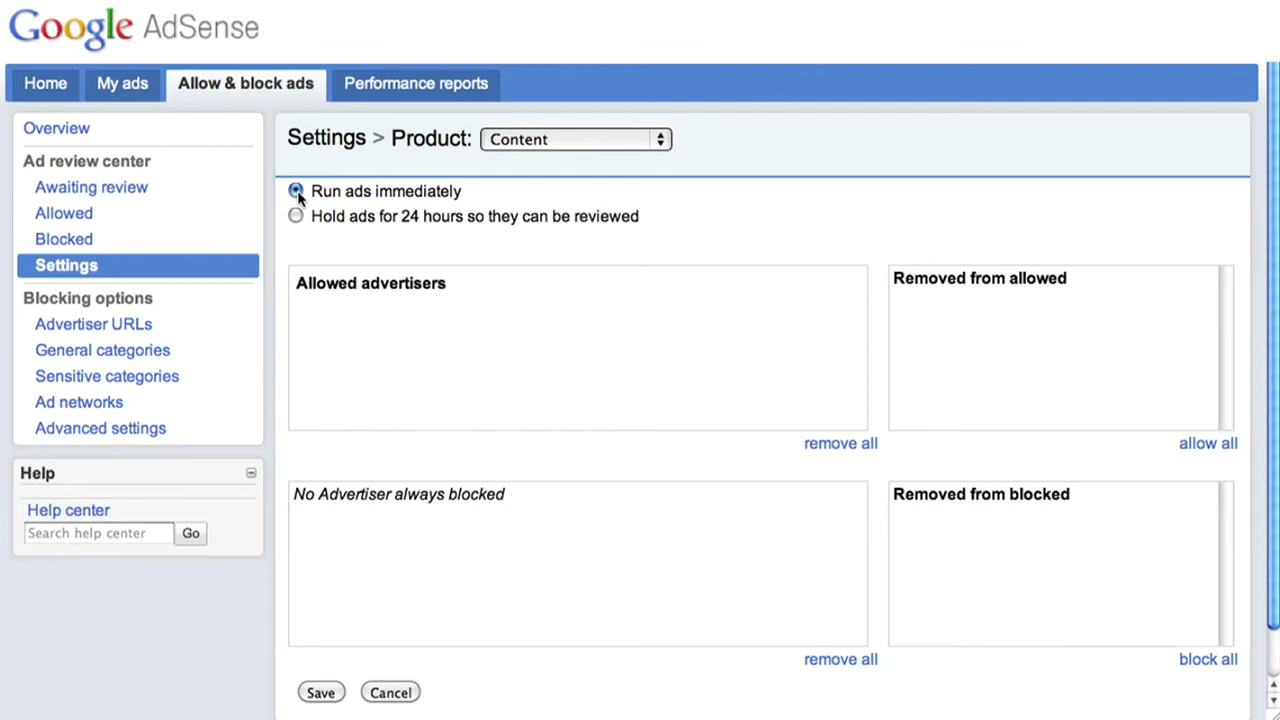 Google AdSense
Home
My ads
Allow & block ads
Performance reports
Overview
Ad review center
Awaiting review
Allowed
Blocked
Settings
Blocking options
Advertiser URLs
General categories
Sensitive categories
Ad networks
Advanced settings
Help
Help center
Search help center
Go
Settings > Product: Content
Run ads immediately
Hold ads for 24 hours so they can be reviewed
Allowed advertisers
Removed from allowed
remove all
allow all
No Advertiser always blocked
Removed from blocked
remove all
block all
Save
Cancel